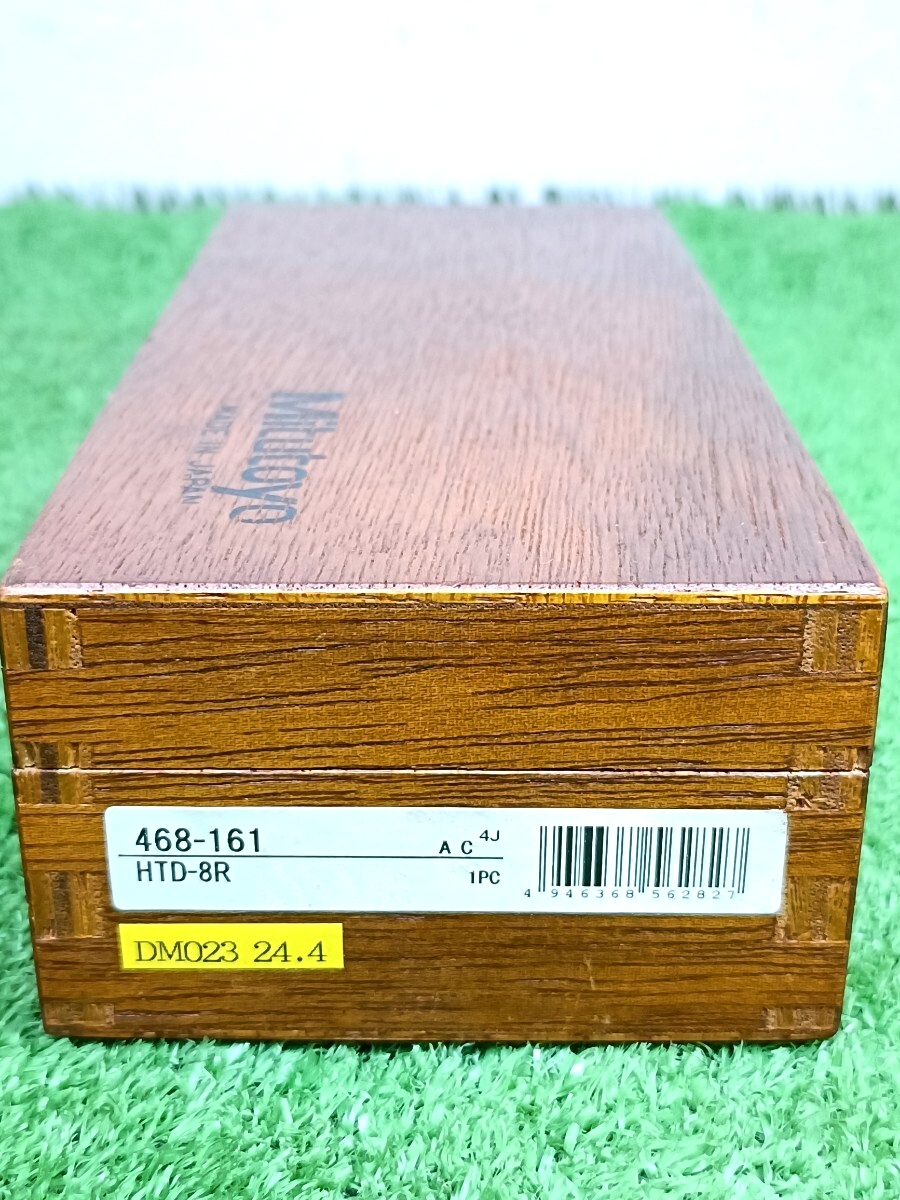 Mitutoyo
MADE IN JAPAN
468-161 A C 4J
HTD-8R 1PC
4 946368 562827
DM023 24.4